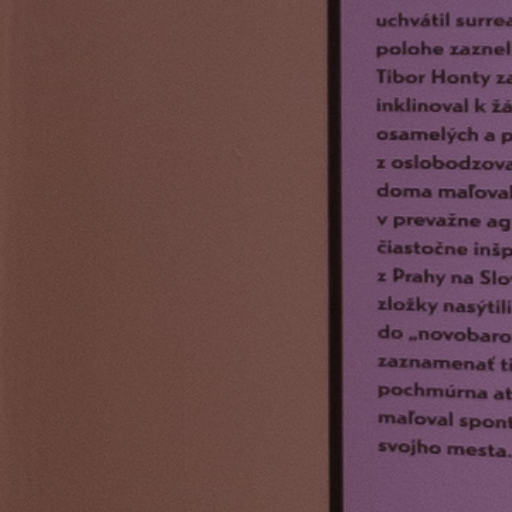 uchvátil surrea
polohe zaznel
Tibor Honty za
inklinoval k žá
osamelých a p
z oslobodzova
doma maľoval
v prevažne ag
čiastočne inšp
z Prahy na Slo
zložky nasýtili
do „novobaro
zaznamenať ti
pochmúrna at
maľoval spont
svojho mesta.